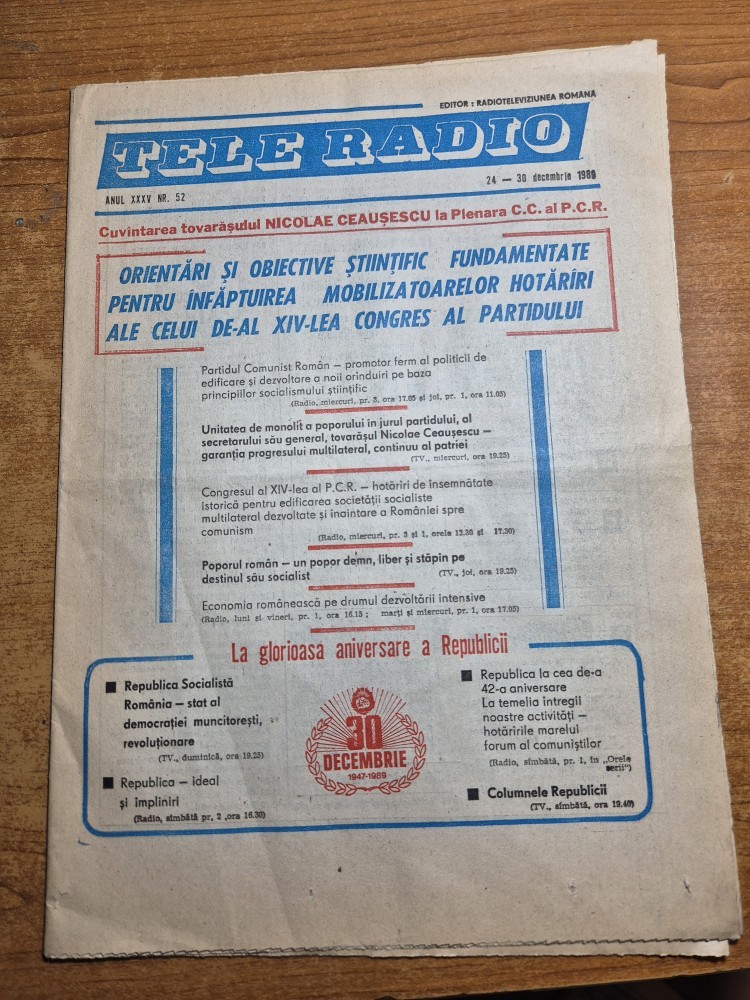 EDITOR : RADIOTELEVIZIUNEA ROMÂNĂ
TELE RADIO
ANUL XXXV NR. 52
24 — 30 decembrie 1989
Cuvîntarea tovarășului NICOLAE CEAUȘESCU la Plenara C.C. al P.C.R.
ORIENTĂRI ȘI OBIECTIVE ȘTIINȚIFIC FUNDAMENTATE
PENTRU ÎNFĂPTUIREA MOBILIZATOARELOR HOTĂRÎRI
ALE CELUI DE-AL XIV-LEA CONGRES AL PARTIDULUI
Partidul Comunist Român — promotor ferm al politicii de
edificare și dezvoltare a noii orînduiri pe baza
principiilor socialismului științific
(Radio, miercuri, pr. 3, ora 17.05 și joi, pr. 1, ora 11.05)
Unitatea de monolit a poporului în jurul partidului, al
secretarului său general, tovarășul Nicolae Ceaușescu —
garanția progresului multilateral, continuu al patriei
(TV., miercuri, ora 19.25)
Congresul al XIV-lea al P.C.R. — hotărîri de însemnătate
istorică pentru edificarea societății socialiste
multilateral dezvoltate și înaintare a României spre
comunism
(Radio, miercuri, pr. 3 și 1, orele 12.30 și 17.30)
Poporul român — un popor demn, liber și stăpîn pe
destinul său socialist
(TV., joi, ora 19.25)
Economia românească pe drumul dezvoltării intensive
(Radio, luni și vineri, pr. 1, ora 16.15 ; marți și miercuri, pr. 1, ora 17.05)
La glorioasa aniversare a Republicii
■ Republica Socialistă
România — stat al
democrației muncitorești,
revoluționare
(TV., duminică, ora 19.25)
■ Republica — ideal
și împliniri
(Radio, sîmbătă pr, 2 ,ora 16.30)
30
DECEMBRIE
1947-1989
■ Republica la cea de-a
42-a aniversare
La temelia întregii
noastre activități —
hotărîrile marelui
forum al comuniștilor
(Radio, sîmbătă, pr. 1, în „Orele
serii")
■ Columnele Republicii
(TV., sîmbătă, ora 19.40)